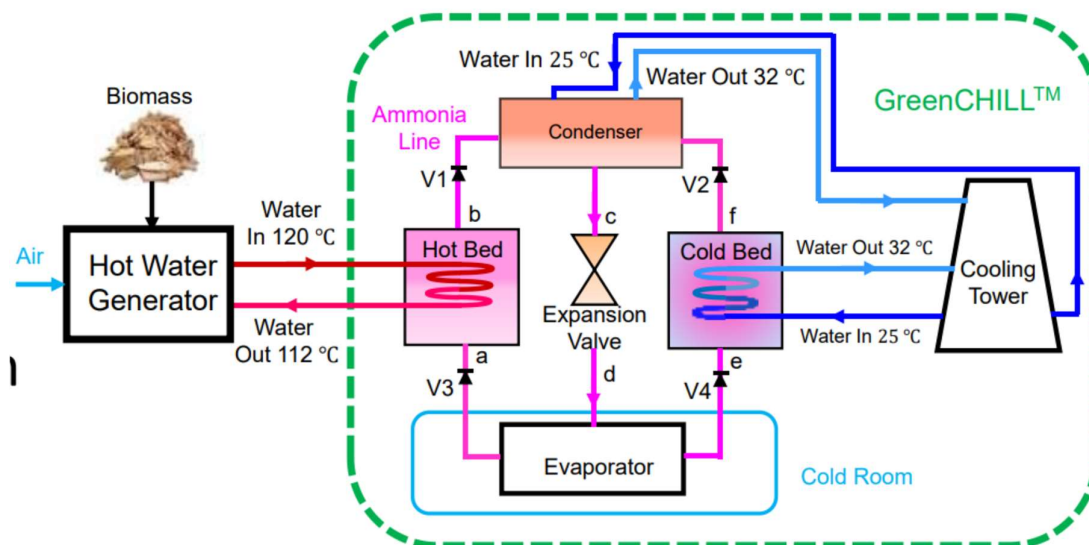 Water In 25 ℃
Water Out 32 ℃
GreenCHILL™
Biomass
Ammonia
Line
Condenser
V1
V2
Water
In 120 ℃
b
c
f
Air
Hot Water
Generator
Hot Bed
Cold Bed
Water Out 32 ℃
Cooling
Tower
Water
Out 112 ℃
Expansion
Valve
Water In 25 ℃
a
e
V3
d
V4
Evaporator
Cold Room